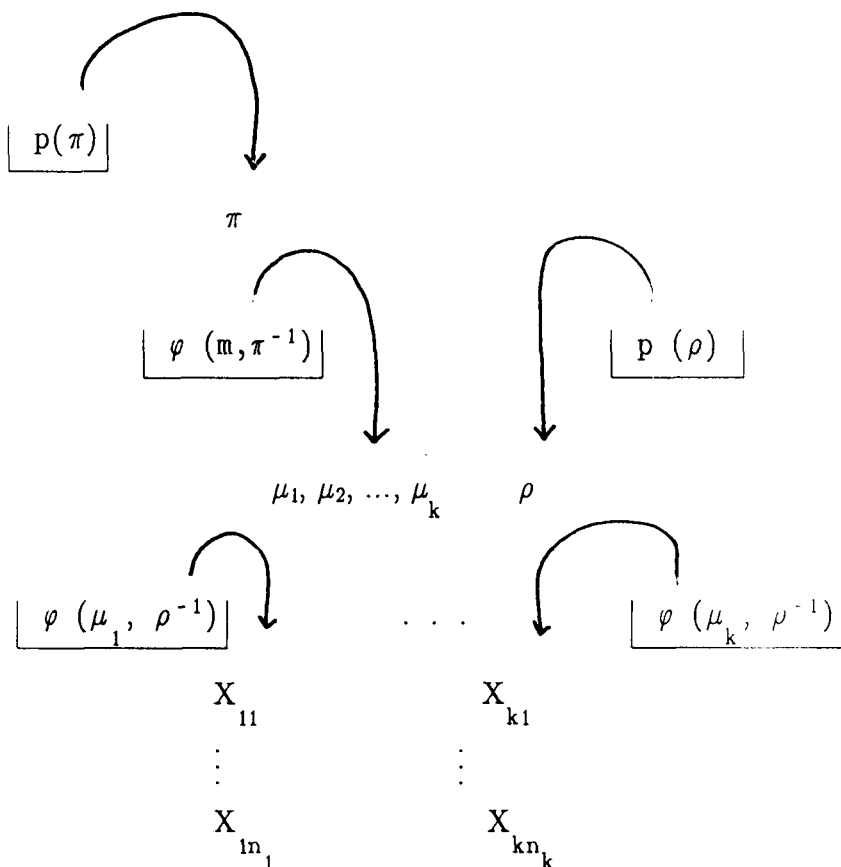 p(π)
π
φ (m, π⁻¹)
p (ρ)
μ₁, μ₂, ..., μₖ
ρ
φ (μ₁, ρ⁻¹)
. . .
φ (μₖ, ρ⁻¹)
X₁₁
Xₖ₁
⋮
⋮
X₁ₙ₁
Xₖₙₖ